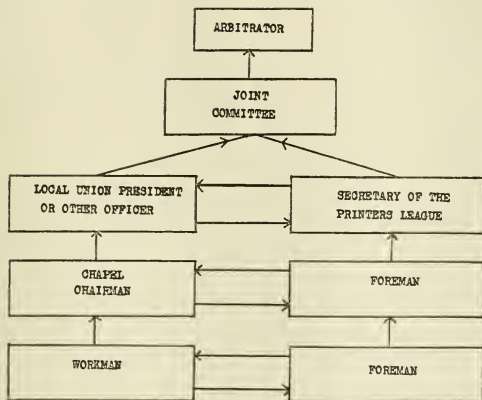 ARBITRATOR
JOINT
COMMITTEE
LOCAL UNION PRESIDENT
OR OTHER OFFICER
SECRETARY OF THE
PRINTERS LEAGUE
CHAPEL
CHAIRMAN
FOREMAN
WORKMAN
FOREMAN